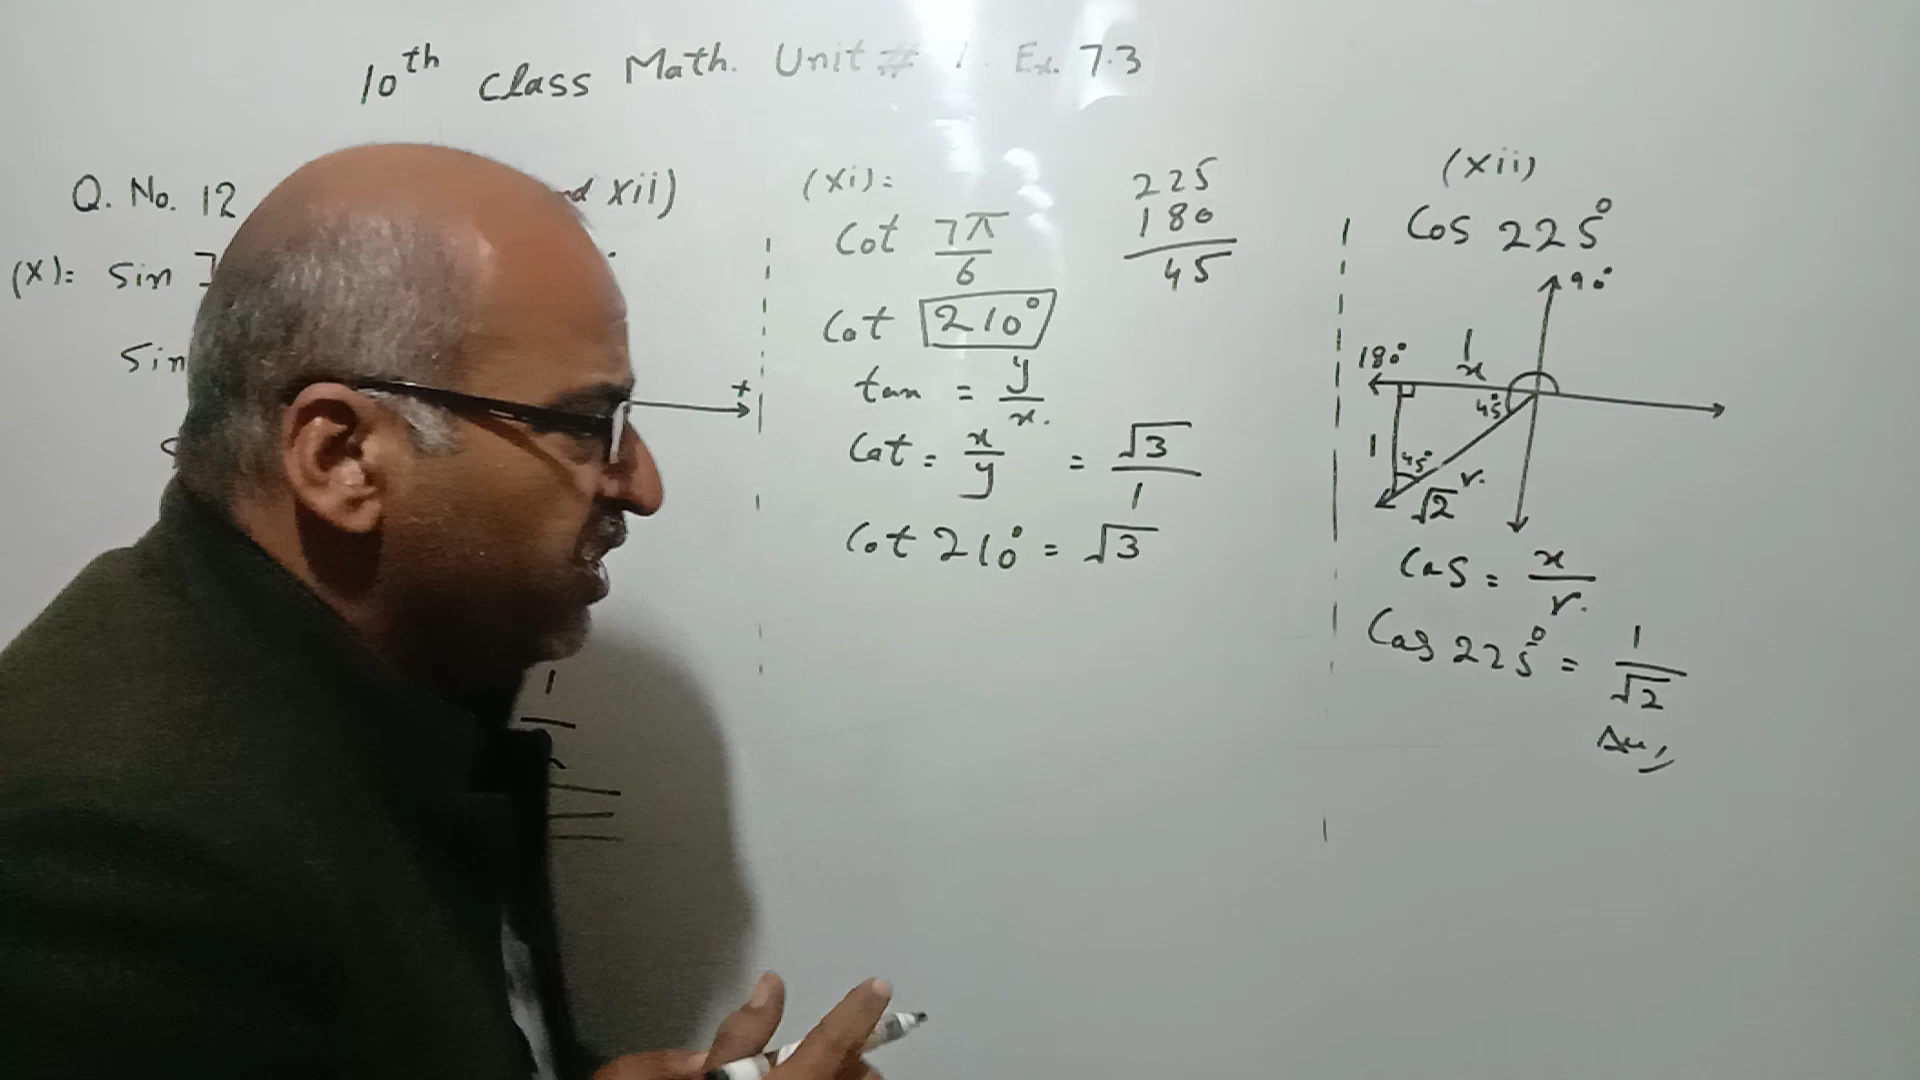 10th Class Math. Unit # 7. Ex. 7.3
Q. No. 12 xii)
(X): Sin
Sin
+
1
(xi):
Cot 7π/6
Cot 210°
tan = y/x.
Cot = x/y = √3/1
Cot 210° = √3
225
180
45
(xii)
Cos 225°
90°
180°
1
x
45°
1
45°
√2 r.
Cos = x/r.
Cos 225° = 1/√2